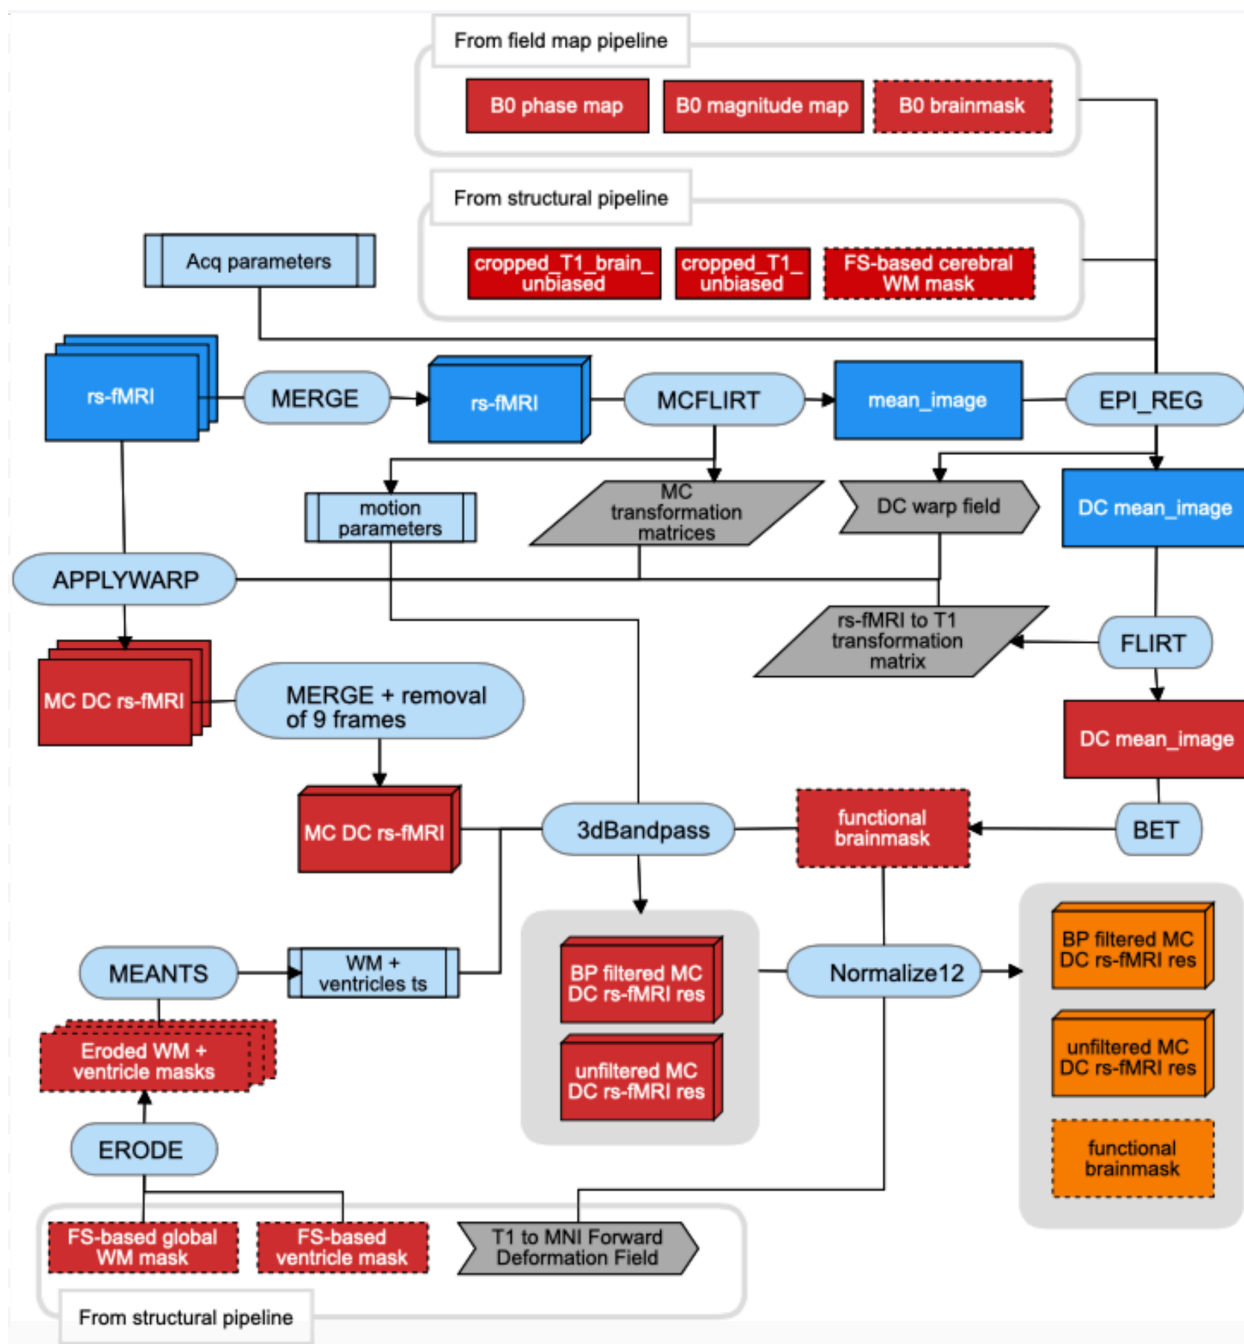 From field map pipeline
B0 phase map
B0 magnitude map
B0 brainmask
From structural pipeline
Acq parameters
cropped_T1_brain_
unbiased
cropped_T1_
unbiased
FS-based cerebral
WM mask
rs-fMRI
MERGE
rs-fMRI
MCFLIRT
mean_image
EPI_REG
motion
parameters
MC
transformation
matrices
DC warp field
DC mean_image
APPLYWARP
rs-fMRI to T1
transformation
matrix
FLIRT
MC DC rs-fMRI
MERGE + removal
of 9 frames
DC mean_image
MC DC rs-fMRI
3dBandpass
functional
brainmask
BET
MEANTS
WM +
ventricles ts
BP filtered MC
DC rs-fMRI res
Normalize12
BP filtered MC
DC rs-fMRI res
Eroded WM +
ventricle masks
unfiltered MC
DC rs-fMRI res
unfiltered MC
DC rs-fMRI res
ERODE
functional
brainmask
FS-based global
WM mask
FS-based
ventricle mask
T1 to MNI Forward
Deformation Field
From structural pipeline